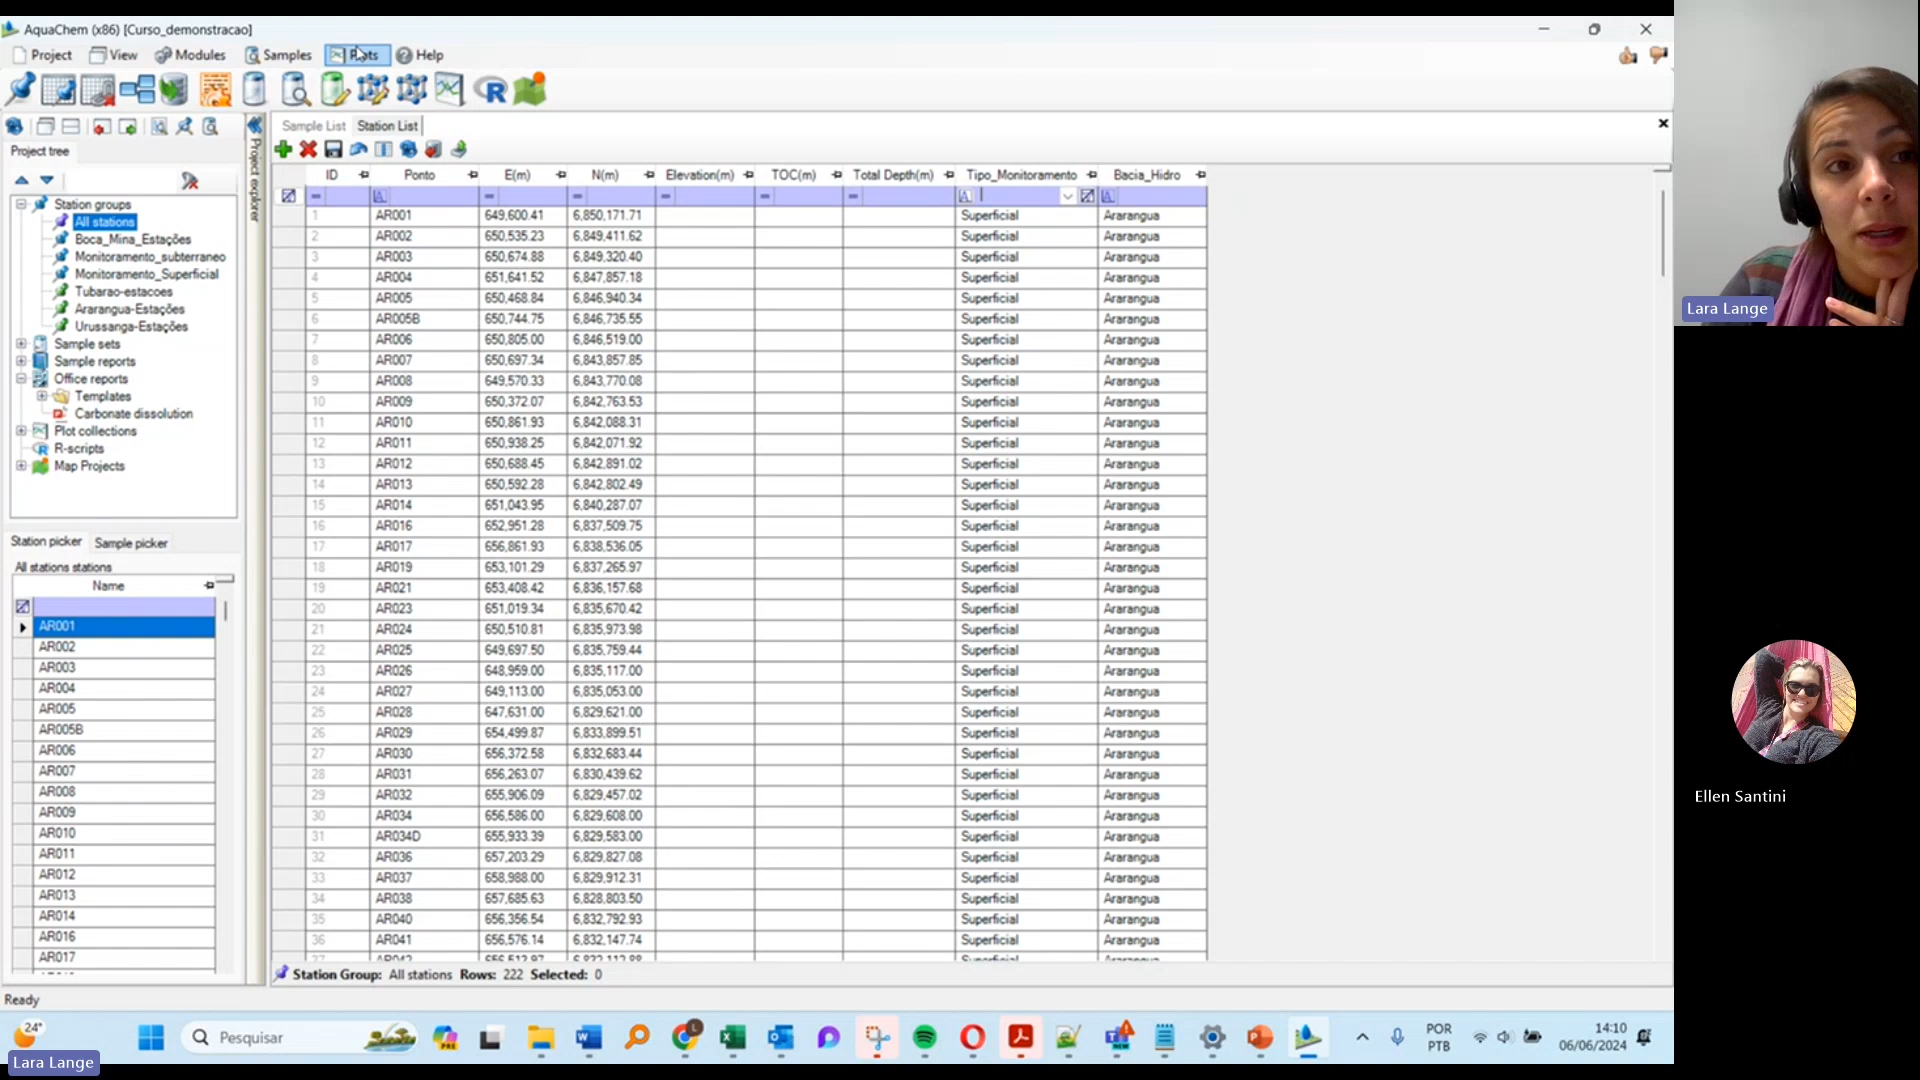 AquaChem (x86) [Curso_demonstracao]
Project View Modules Samples Plots Help
Sample List Station List
Project tree
Project explorer
Station groups
All stations
Boca_Mina_Estações
Monitoramento_subterraneo
Monitoramento_Superficial
Tubarao-estacoes
Ararangua-Estações
Urussanga-Estações
Sample sets
Sample reports
Office reports
Templates
Carbonate dissolution
Plot collections
R-scripts
Map Projects
Station picker Sample picker
All stations stations
Name
AR001
AR002
AR003
AR004
AR005
AR005B
AR006
AR007
AR008
AR009
AR010
AR011
AR012
AR013
AR014
AR016
AR017
ID Ponto E(m) N(m) Elevation(m) TOC(m) Total Depth(m) Tipo_Monitoramento Bacia_Hidro
1 AR001 649,600.41 6,850,171.71 Superficial Ararangua
2 AR002 650,535.23 6,849,411.62 Superficial Ararangua
3 AR003 650,674.88 6,849,320.40 Superficial Ararangua
4 AR004 651,641.52 6,847,857.18 Superficial Ararangua
5 AR005 650,468.84 6,846,940.34 Superficial Ararangua
6 AR005B 650,744.75 6,846,735.55 Superficial Ararangua
7 AR006 650,805.00 6,846,519.00 Superficial Ararangua
8 AR007 650,697.34 6,843,857.85 Superficial Ararangua
9 AR008 649,570.33 6,843,770.08 Superficial Ararangua
10 AR009 650,372.07 6,842,763.53 Superficial Ararangua
11 AR010 650,861.93 6,842,088.31 Superficial Ararangua
12 AR011 650,938.25 6,842,071.92 Superficial Ararangua
13 AR012 650,688.45 6,842,891.02 Superficial Ararangua
14 AR013 650,592.28 6,842,802.49 Superficial Ararangua
15 AR014 651,043.95 6,840,287.07 Superficial Ararangua
16 AR016 652,951.28 6,837,509.75 Superficial Ararangua
17 AR017 656,861.93 6,838,536.05 Superficial Ararangua
18 AR019 653,101.29 6,837,265.97 Superficial Ararangua
19 AR021 653,408.42 6,836,157.68 Superficial Ararangua
20 AR023 651,019.34 6,835,670.42 Superficial Ararangua
21 AR024 650,510.81 6,835,973.98 Superficial Ararangua
22 AR025 649,697.50 6,835,759.44 Superficial Ararangua
23 AR026 648,959.00 6,835,117.00 Superficial Ararangua
24 AR027 649,113.00 6,835,053.00 Superficial Ararangua
25 AR028 647,631.00 6,829,621.00 Superficial Ararangua
26 AR029 654,499.87 6,833,899.51 Superficial Ararangua
27 AR030 656,372.58 6,832,683.44 Superficial Ararangua
28 AR031 656,263.07 6,830,439.62 Superficial Ararangua
29 AR032 655,906.09 6,829,457.02 Superficial Ararangua
30 AR034 656,586.00 6,829,608.00 Superficial Ararangua
31 AR034D 655,933.39 6,829,583.00 Superficial Ararangua
32 AR036 657,203.29 6,829,827.08 Superficial Ararangua
33 AR037 658,988.00 6,829,912.31 Superficial Ararangua
34 AR038 657,685.63 6,828,803.50 Superficial Ararangua
35 AR040 656,356.54 6,832,792.93 Superficial Ararangua
36 AR041 656,576.14 6,832,147.74 Superficial Ararangua
Station Group: All stations Rows: 222 Selected: 0
Ready
24°
Pesquisar
POR
PTB
14:10
06/06/2024
Lara Lange
Lara Lange
Ellen Santini